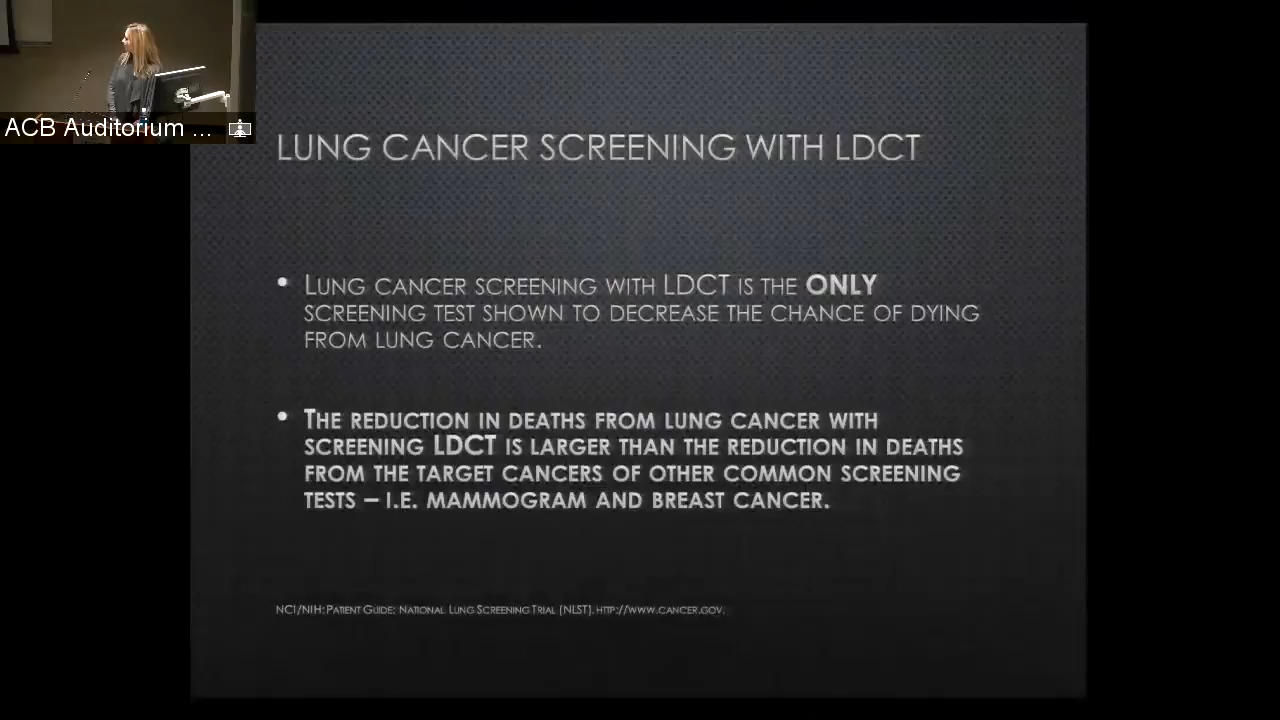 ACB Auditorium ...
LUNG CANCER SCREENING WITH LDCT
• LUNG CANCER SCREENING WITH LDCT IS THE ONLY
SCREENING TEST SHOWN TO DECREASE THE CHANCE OF DYING
FROM LUNG CANCER.
• THE REDUCTION IN DEATHS FROM LUNG CANCER WITH
SCREENING LDCT IS LARGER THAN THE REDUCTION IN DEATHS
FROM THE TARGET CANCERS OF OTHER COMMON SCREENING
TESTS – I.E. MAMMOGRAM AND BREAST CANCER.
NCI/NIH: PATIENT GUIDE: NATIONAL LUNG SCREENING TRIAL (NLST). HTTP://WWW.CANCER.GOV.